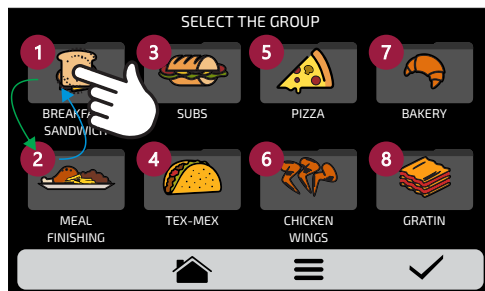 SELECT THE GROUP
1
3
5
7
SUBS
PIZZA
BAKERY
2
4
6
8
MEAL
FINISHING
TEX-MEX
CHICKEN
WINGS
GRATIN